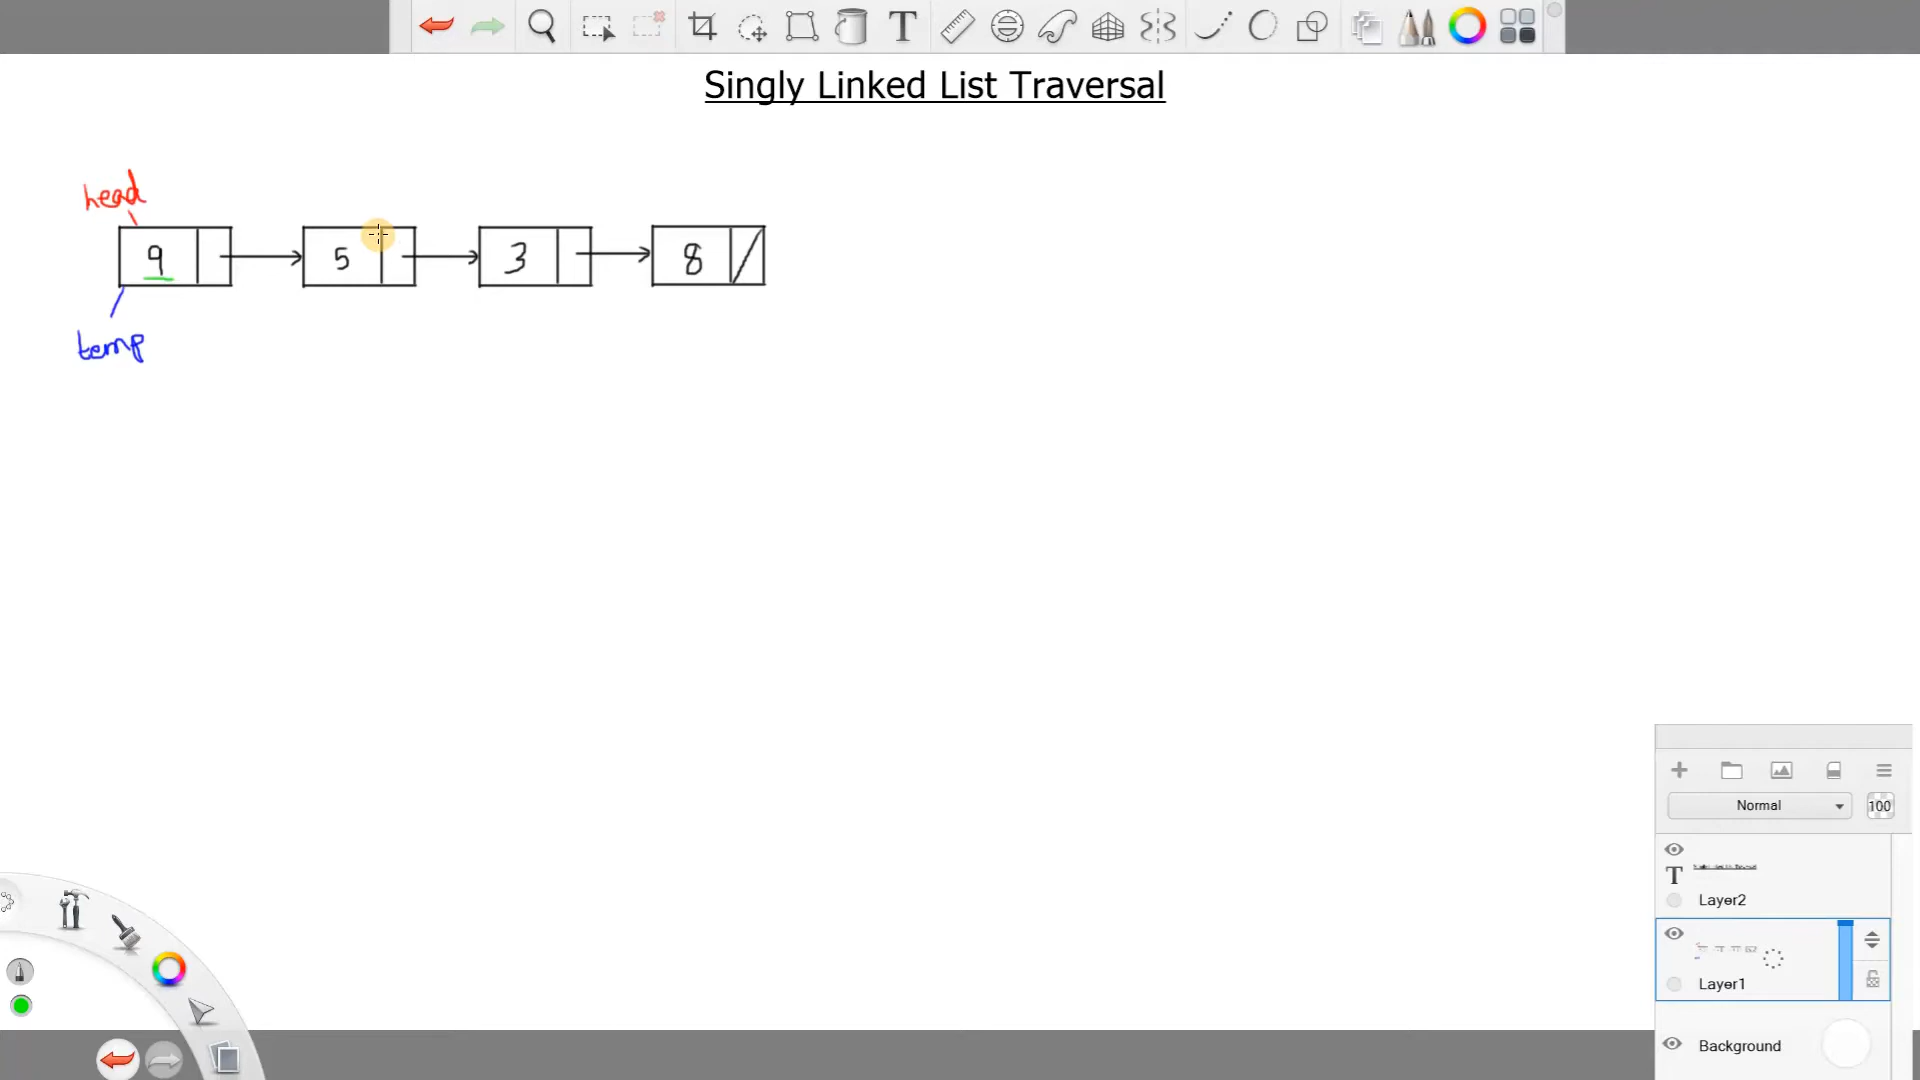 Singly Linked List Traversal
head
9 5 3 8
temp
Normal 100
T
Layer2
Layer1
Background